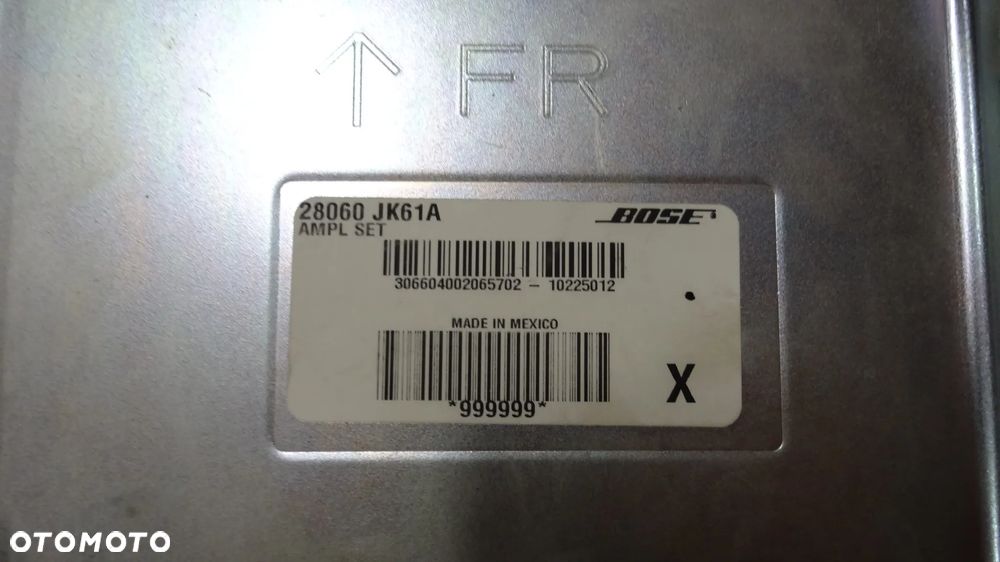 ↑ FR
28060 JK61A
BOSE
AMPL SET
306604002065702 - 10225012
MADE IN MEXICO
*999999*
X
OTOMOTO